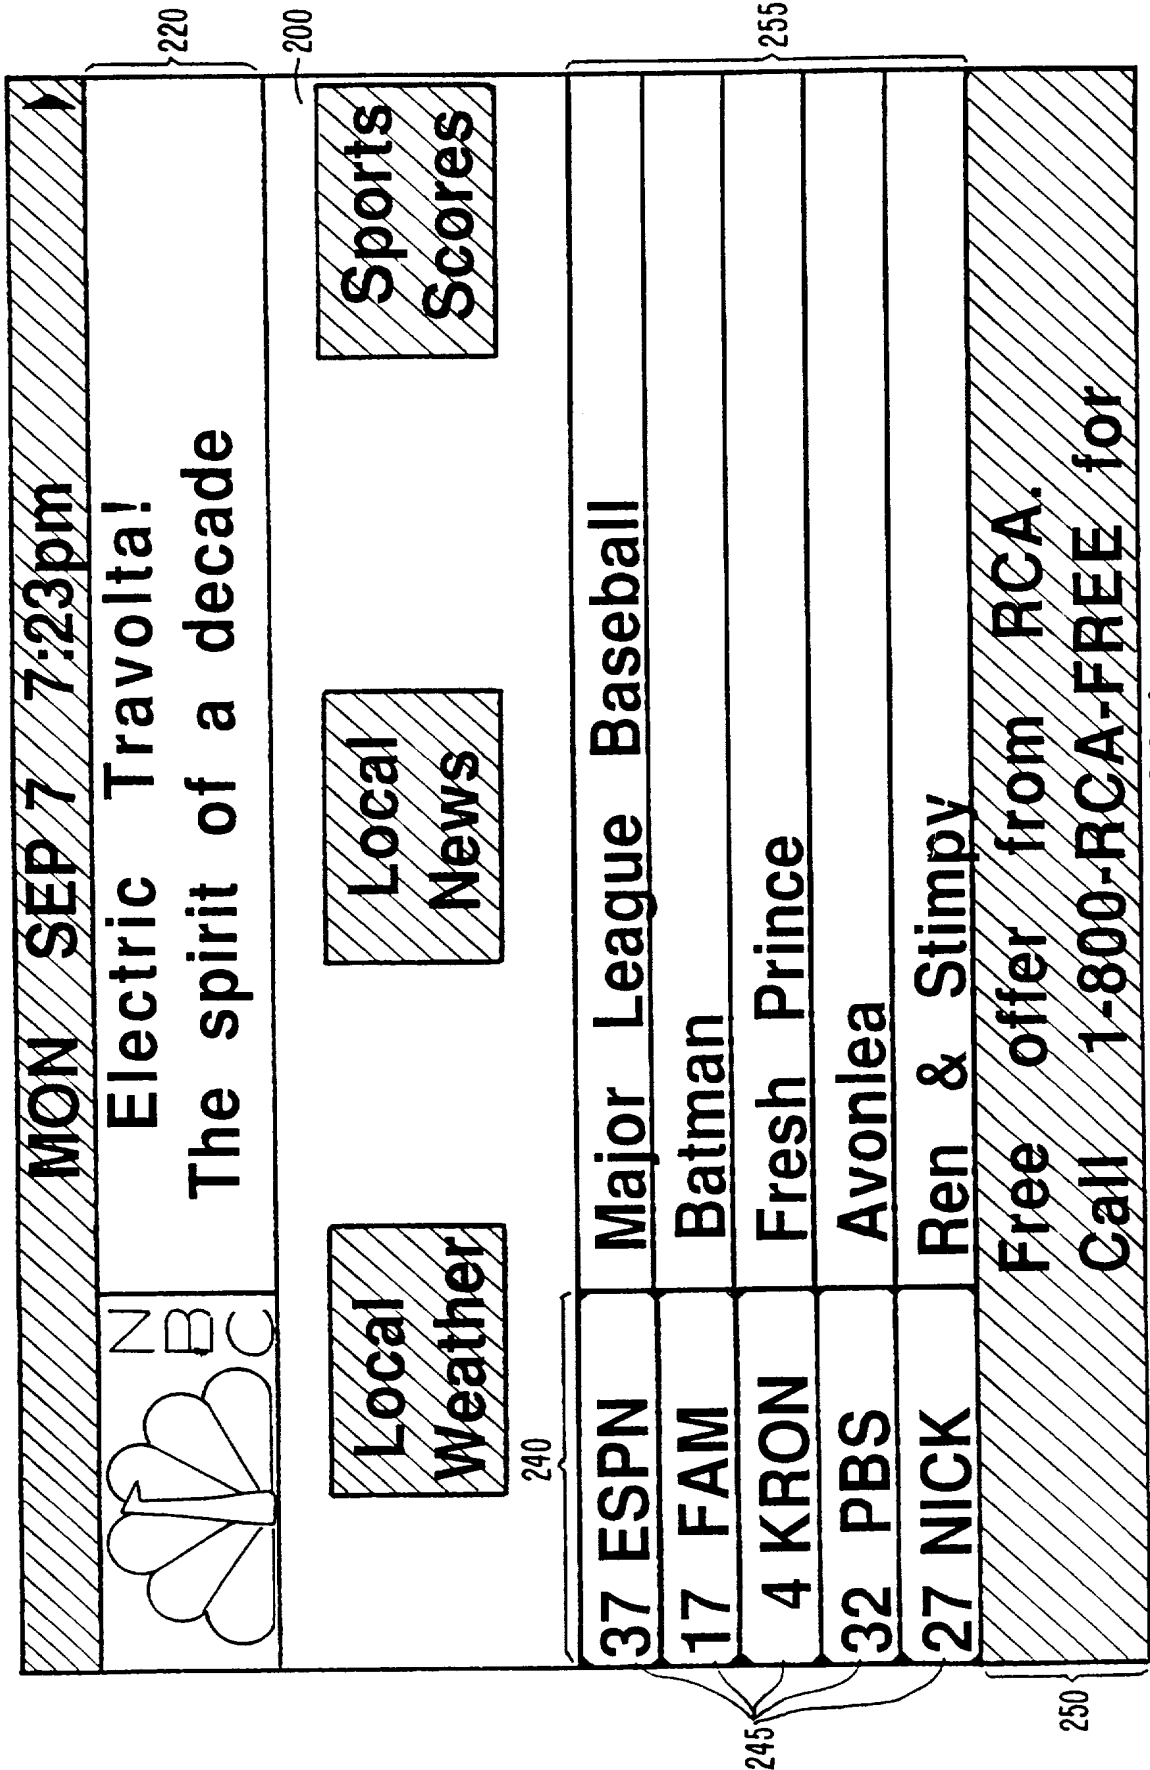 MON SEP 7 7:23pm
220
N
B
C
Electric Travolta!
The spirit of a decade
200
Local
Weather
Local
News
Sports
Scores
240
37 ESPN Major League Baseball
17 FAM Batman
4 KRON Fresh Prince
32 PBS Avonlea
27 NICK Ren & Stimpy
245
255
Free offer from RCA.
Call 1-800-RCA-FREE for
250